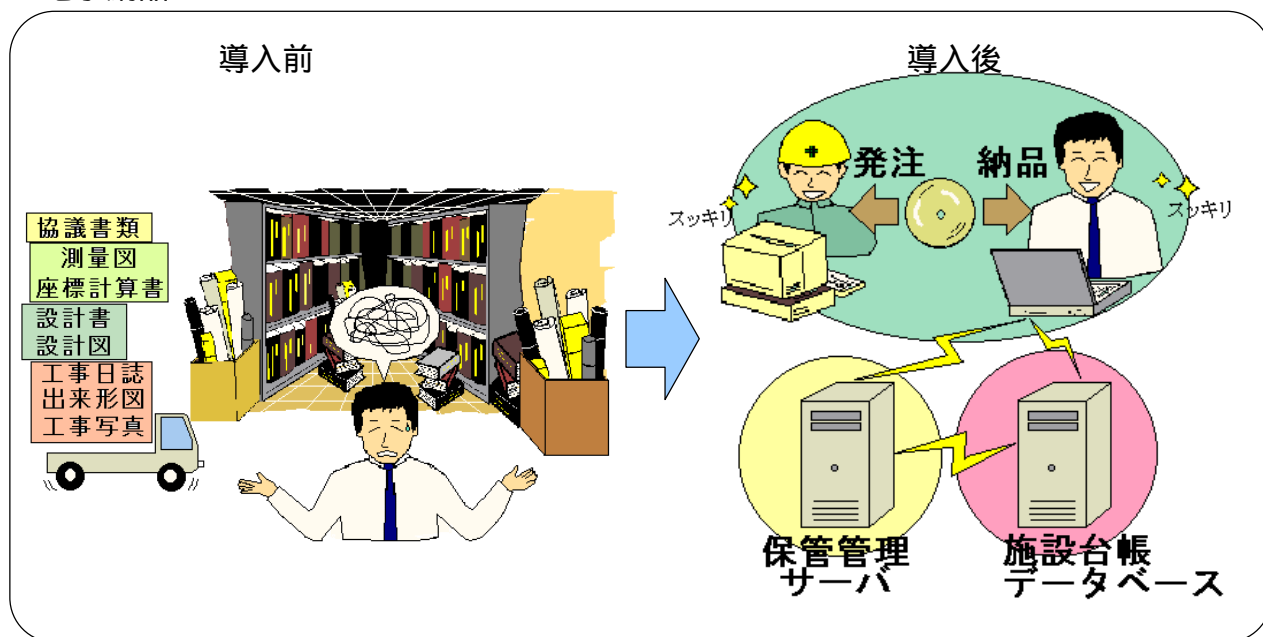 導入前
協議書類
測量図
座標計算書
設計書
設計図
工事日誌
出来形図
工事写真
導入後
発注
納品
スッキリ
スッキリ
保管管理
サーバ
施設台帳
データベース